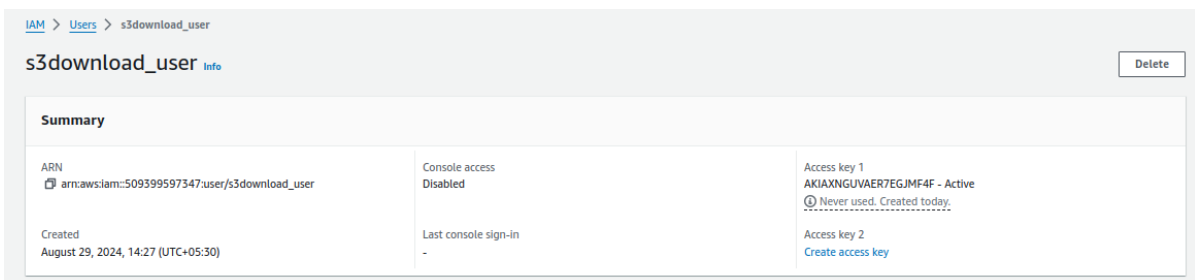 IAM > Users > s3download_user
s3download_user Info
Delete
Summary
ARN
arn:aws:iam::509399597347:user/s3download_user
Console access
Disabled
Access key 1
AKIAXNGUVAER7EGJMF4F - Active
Never used. Created today.
Created
August 29, 2024, 14:27 (UTC+05:30)
Last console sign-in
-
Access key 2
Create access key